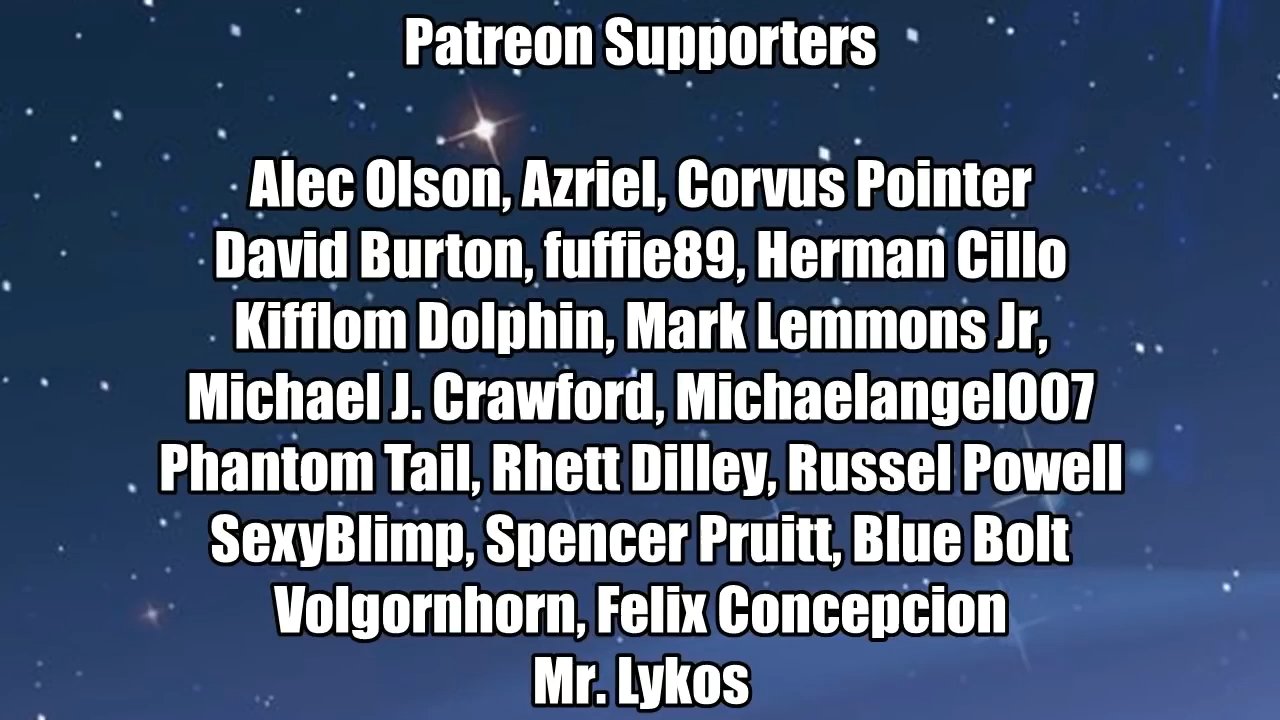 Patreon Supporters
Alec Olson, Azriel, Corvus Pointer
David Burton, fuffie89, Herman Cillo
Kifflom Dolphin, Mark Lemmons Jr,
Michael J. Crawford, Michaelangel007
Phantom Tail, Rhett Dilley, Russel Powell
SexyBlimp, Spencer Pruitt, Blue Bolt
Volgornhorn, Felix Concepcion
Mr. Lykos